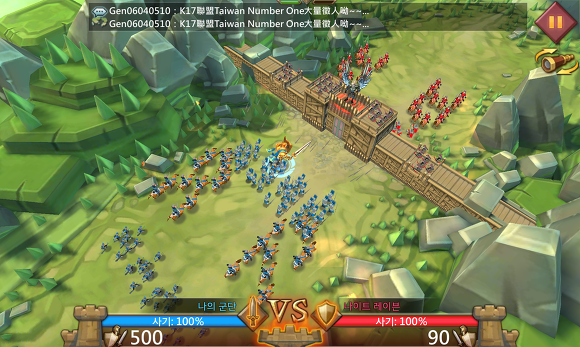 Gen06040510 : K17聯盟Taiwan Number One大量徵人呦~~...
Gen06040510 : K17聯盟Taiwan Number One大量徵人呦~~...
나의 군단
VS
나이트 레이븐
사기: 100%
사기: 100%
500
90